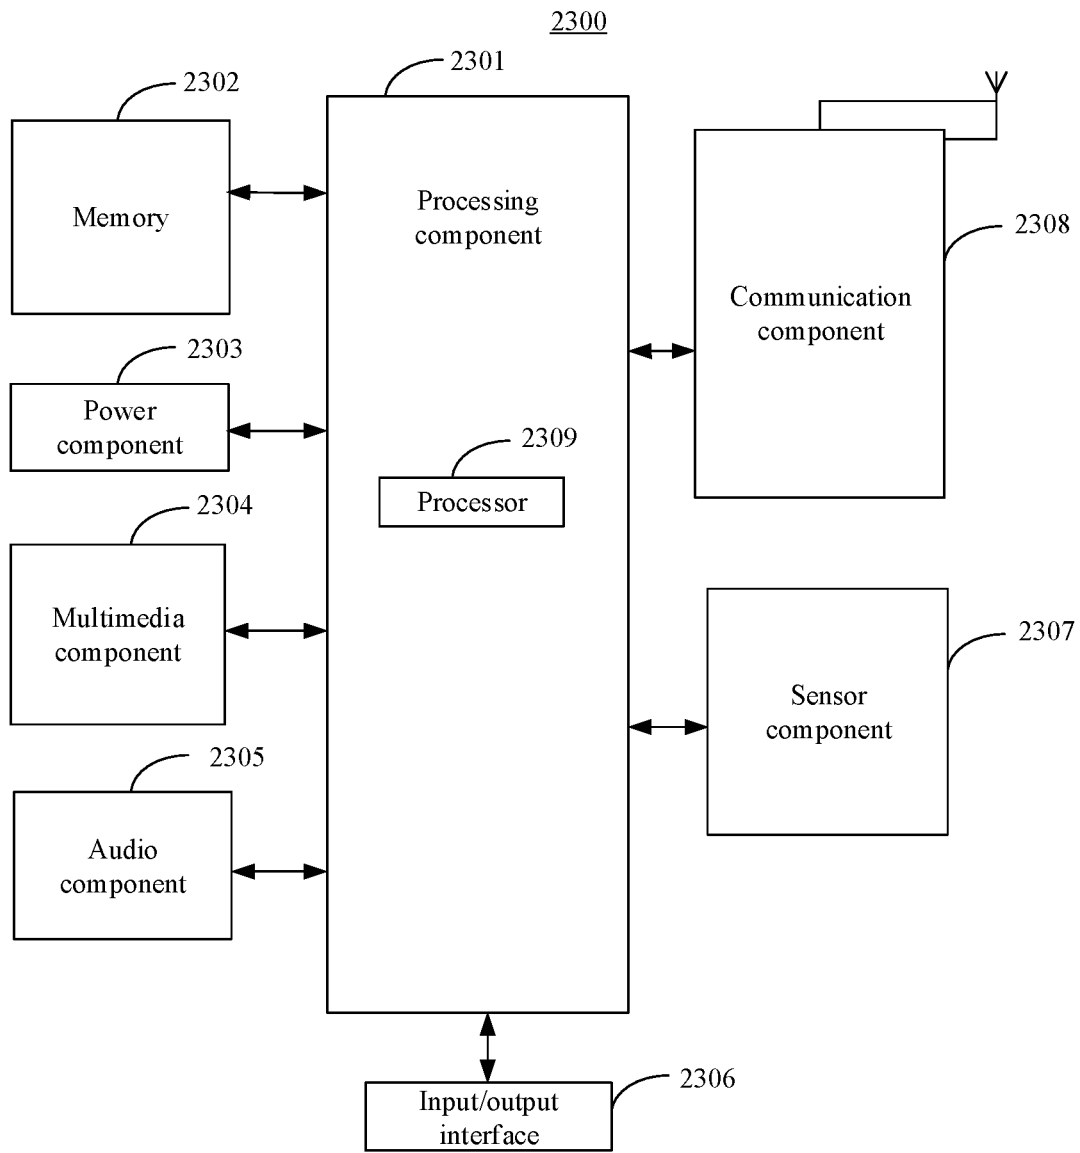 2300
2301
2302
Memory
Processing
component
2308
Communication
component
2303
Power
component
2309
Processor
2304
Multimedia
component
2307
Sensor
component
2305
Audio
component
2306
Input/output
interface